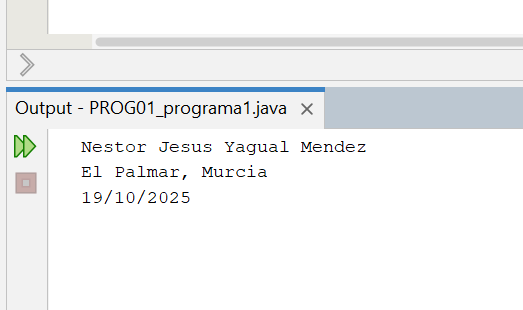 Output - PROG01_programa1.java
Nestor Jesus Yagual Mendez
El Palmar, Murcia
19/10/2025